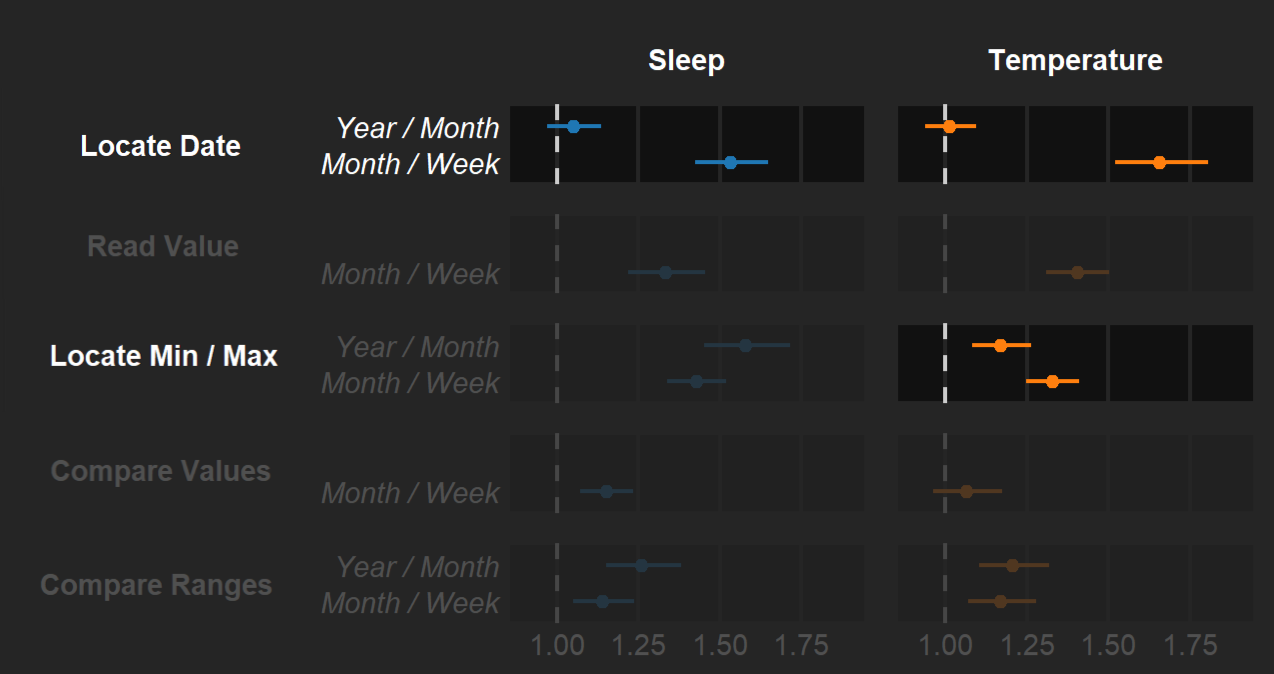 Sleep Temperature
Locate Date
Year / Month
Month / Week
Read Value
Month / Week
Locate Min / Max
Year / Month
Month / Week
Compare Values
Month / Week
Compare Ranges
Year / Month
Month / Week
1.00 1.25 1.50 1.75 1.00 1.25 1.50 1.75